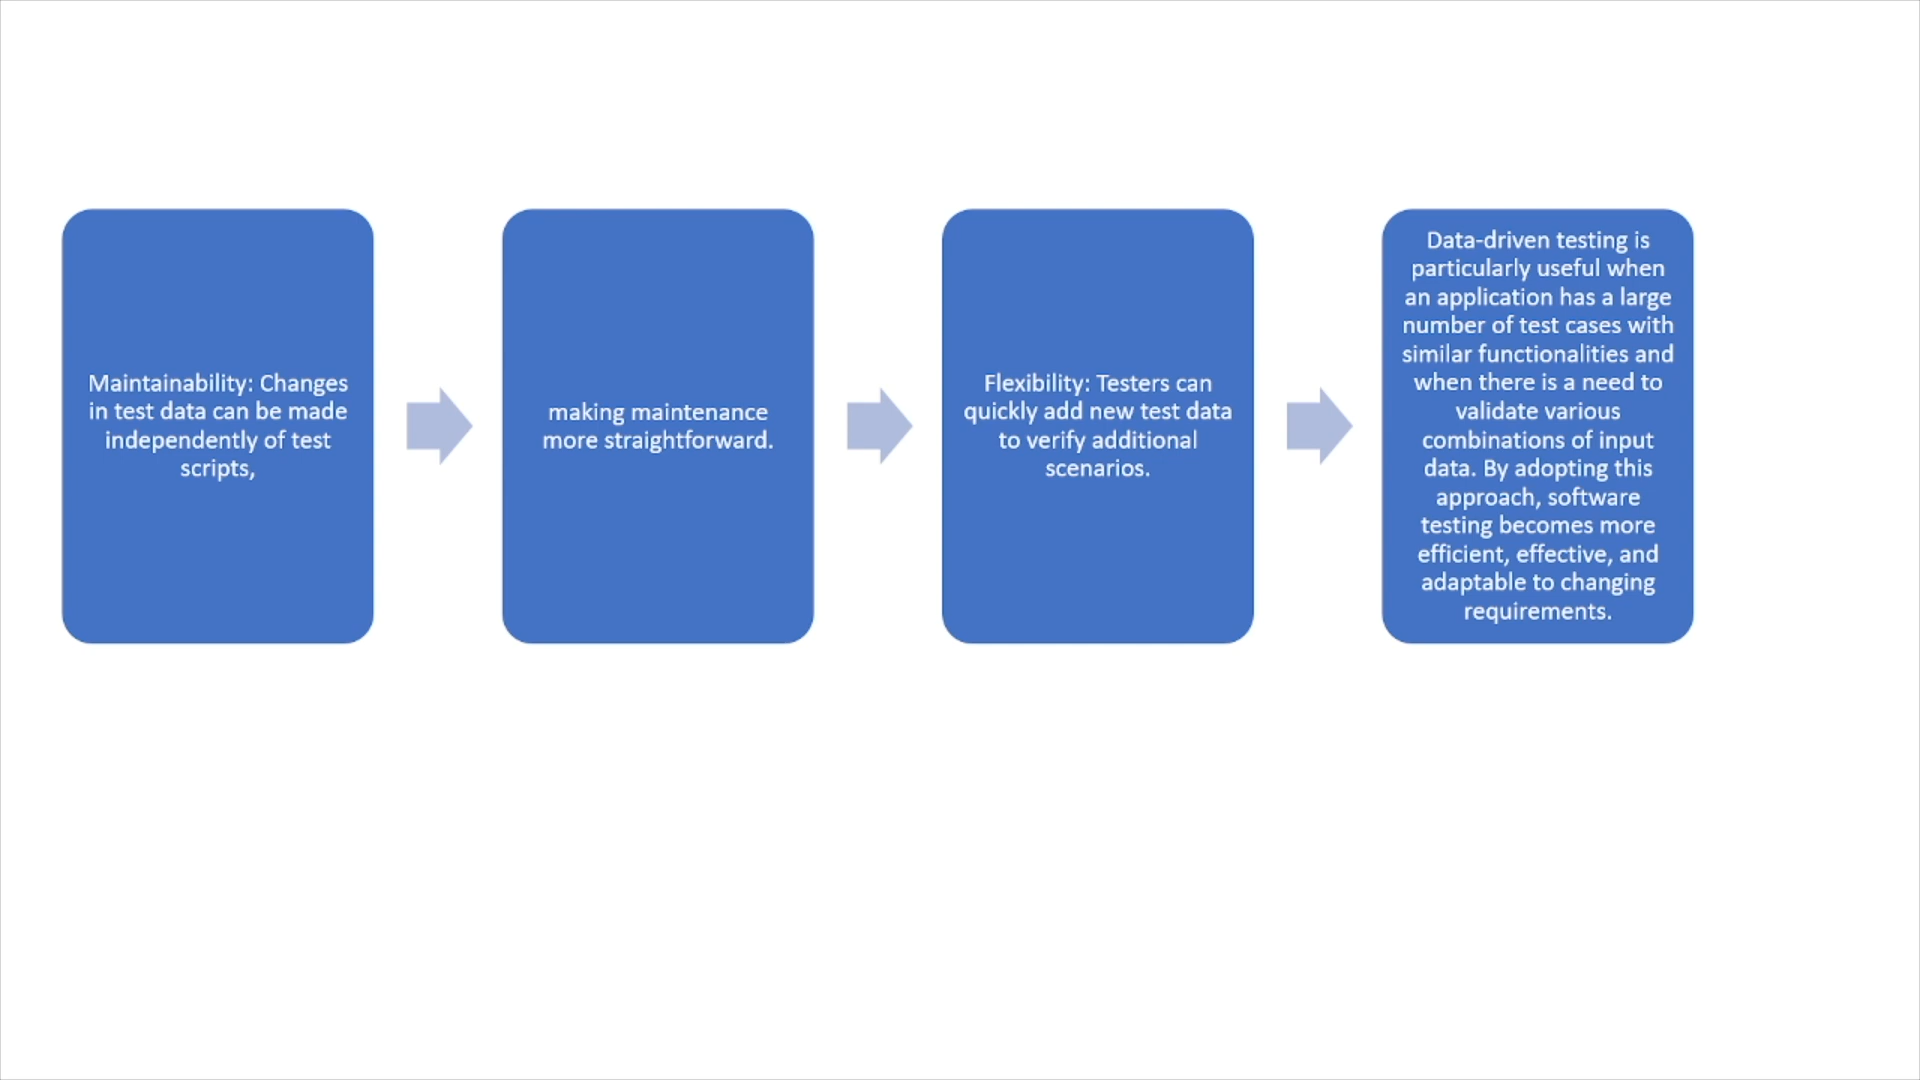 Maintainability: Changes
in test data can be made
independently of test
scripts,
making maintenance
more straightforward.
Flexibility: Testers can
quickly add new test data
to verify additional
scenarios.
Data-driven testing is
particularly useful when
an application has a large
number of test cases with
similar functionalities and
when there is a need to
validate various
combinations of input
data. By adopting this
approach, software
testing becomes more
efficient, effective, and
adaptable to changing
requirements.